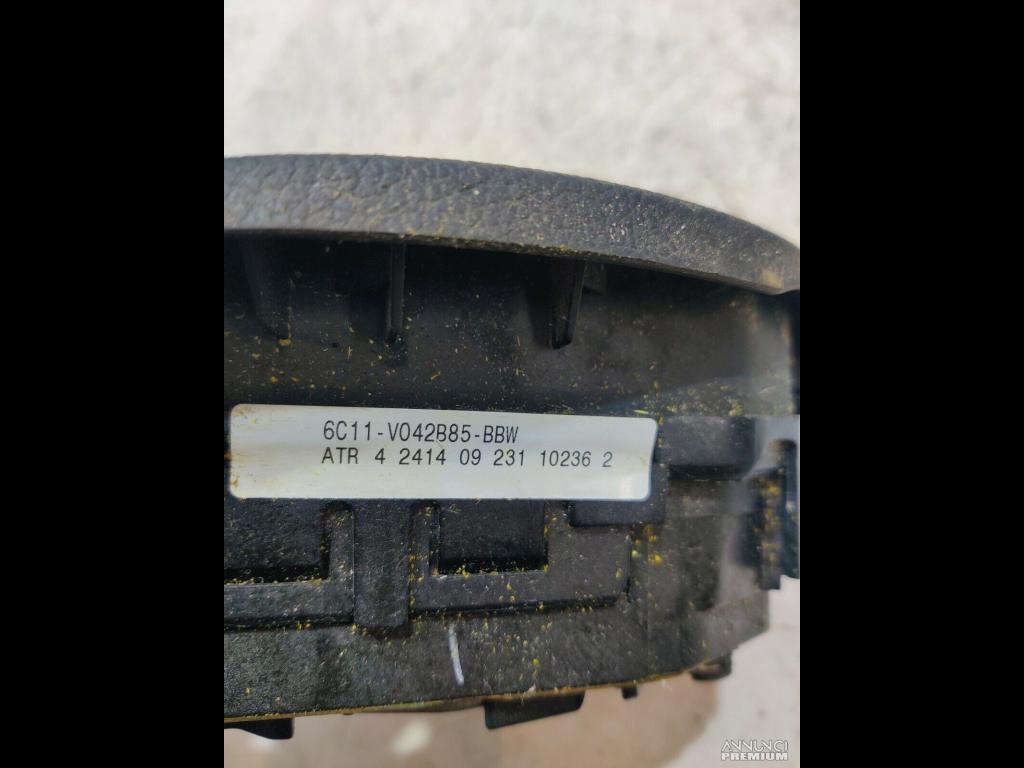 6C11-V042B85-BBW
ATR 4 2414 09 231 10236 2
ANNUNCI
PREMIUM